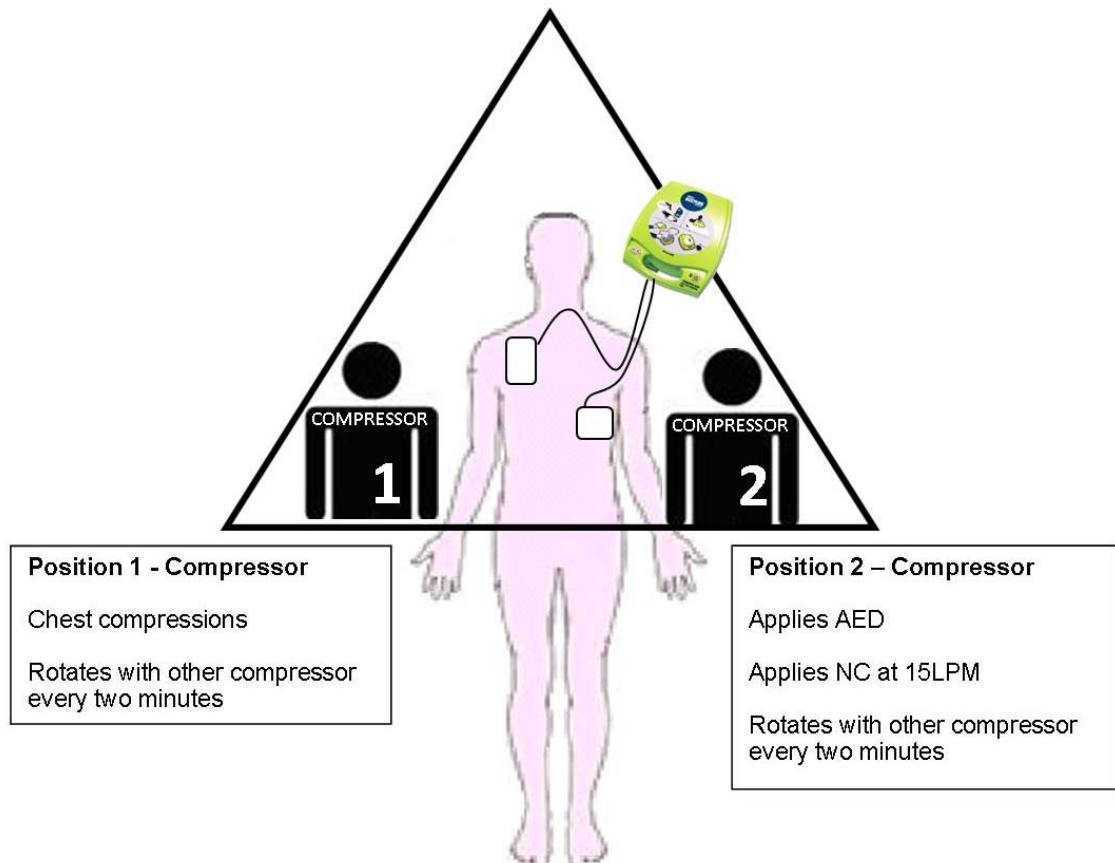 COMPRESSOR
1
COMPRESSOR
2
Position 1 - Compressor
Chest compressions
Rotates with other compressor
every two minutes
Position 2 – Compressor
Applies AED
Applies NC at 15LPM
Rotates with other compressor
every two minutes